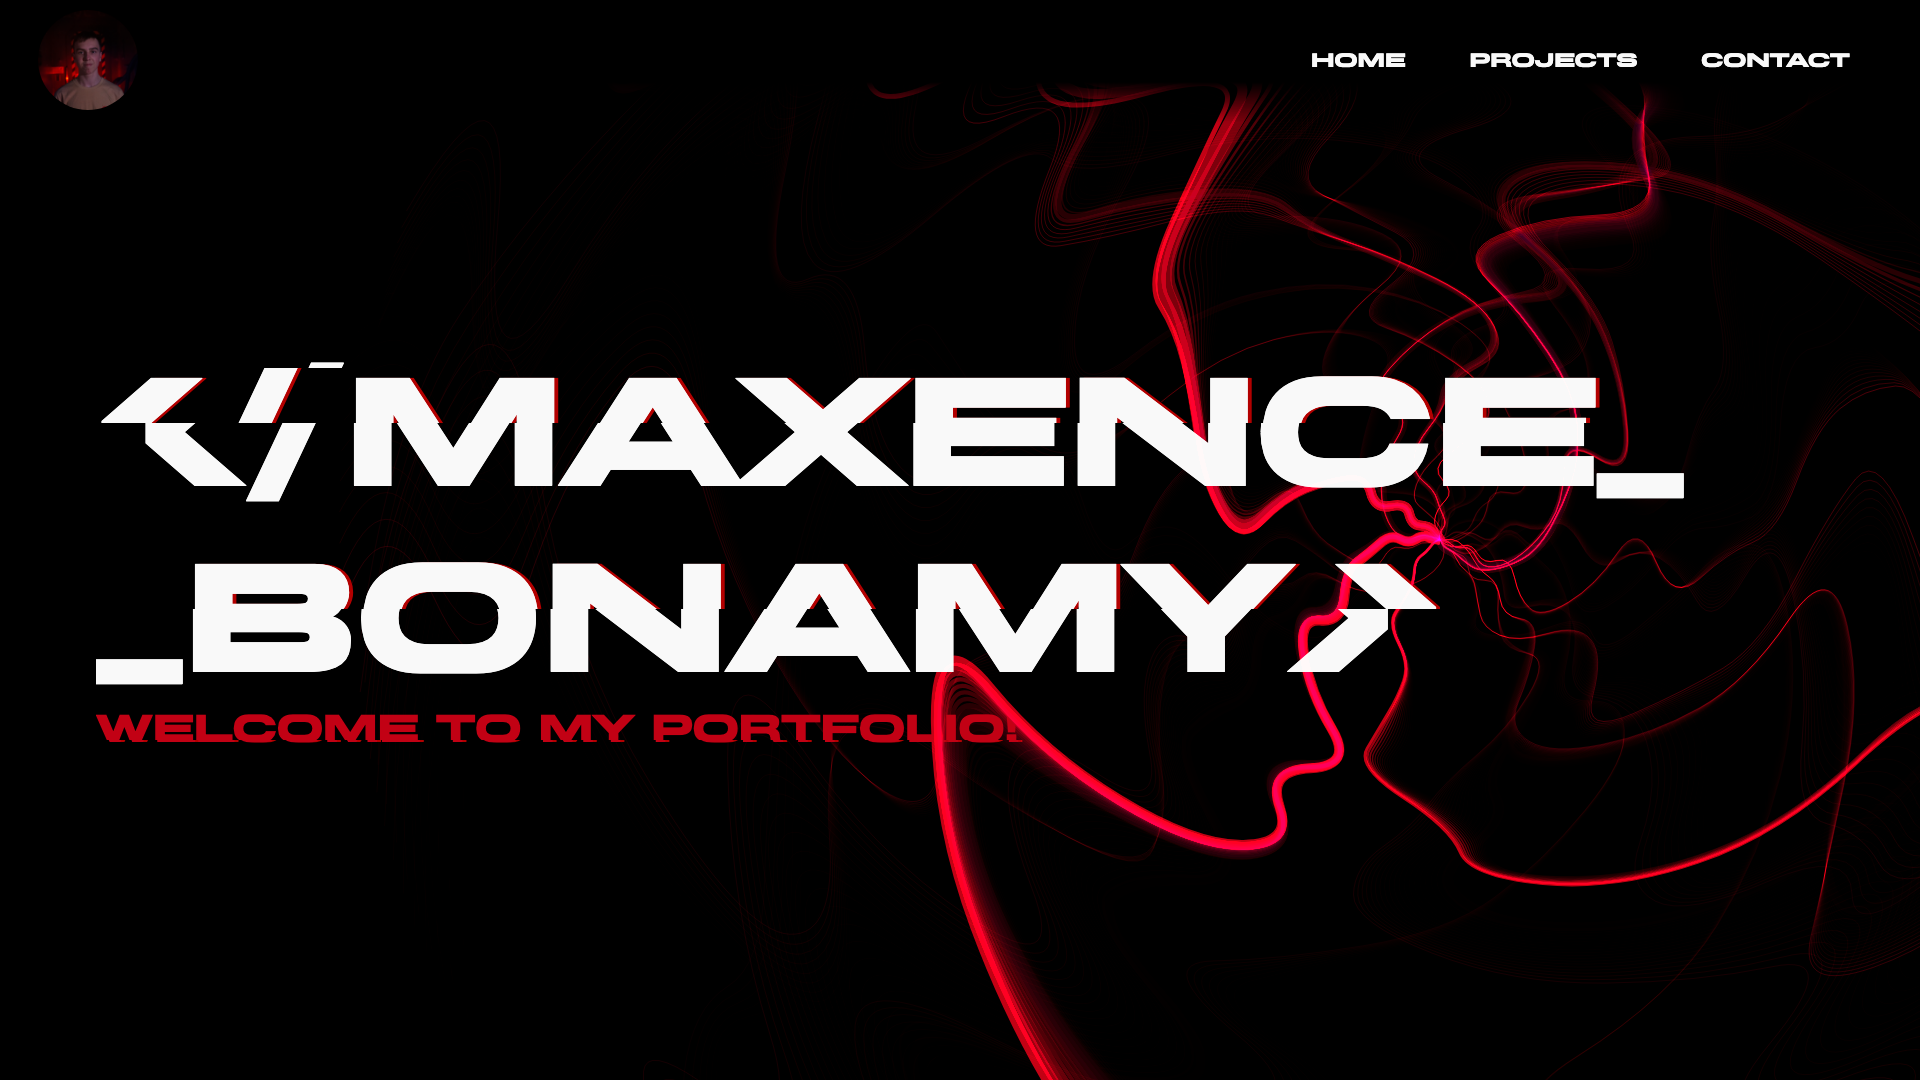 HOME
PROJECTS
CONTACT
</MAXENCE_
_BONAMY>
WELCOME TO MY PORTFOLIO!